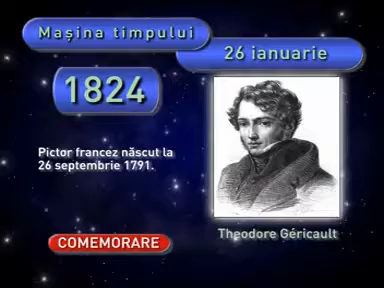 Mașina timpului
26 ianuarie
1824
Pictor francez născut la
26 septembrie 1791.
Theodore Géricault
COMEMORARE